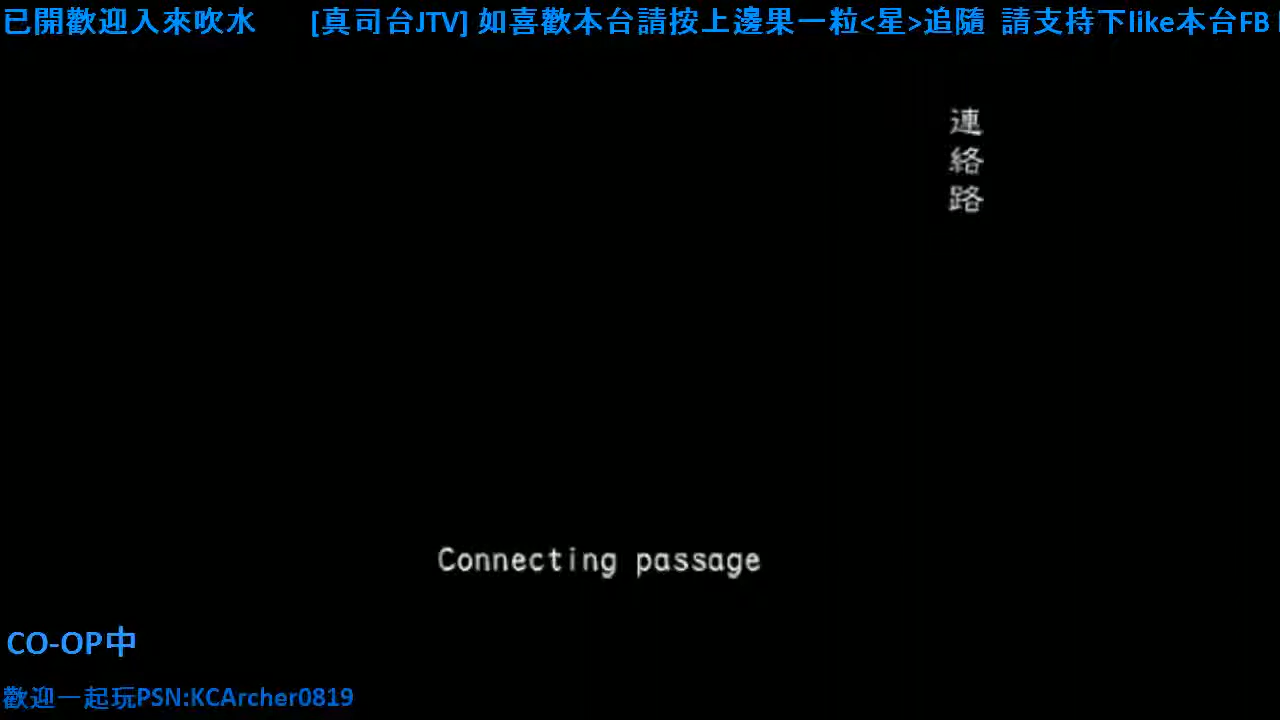 已開歡迎入來吹水 [真司台JTV] 如喜歡本台請按上邊果一粒<星>追隨 請支持下like本台FB
連絡路
Connecting passage
CO-OP中
歡迎一起玩PSN:KCArcher0819